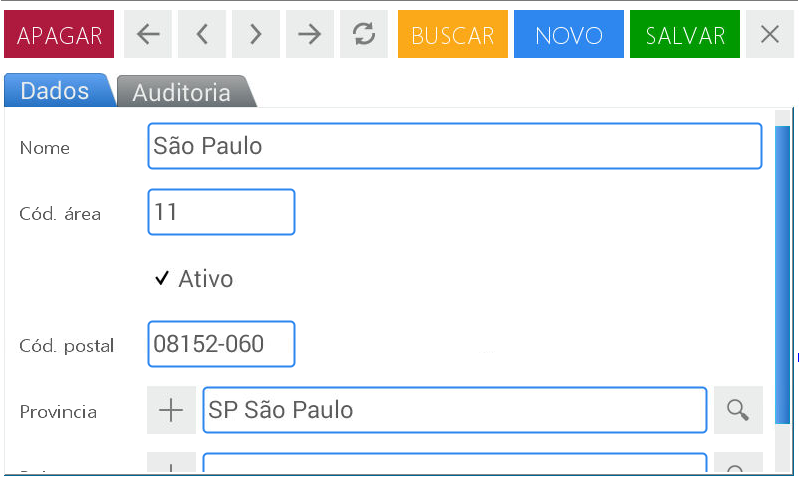 APAGAR BUSCAR NOVO SALVAR
Dados Auditoria
Nome São Paulo
Cód. área 11
Ativo
Cód. postal 08152-060
Provincia SP São Paulo